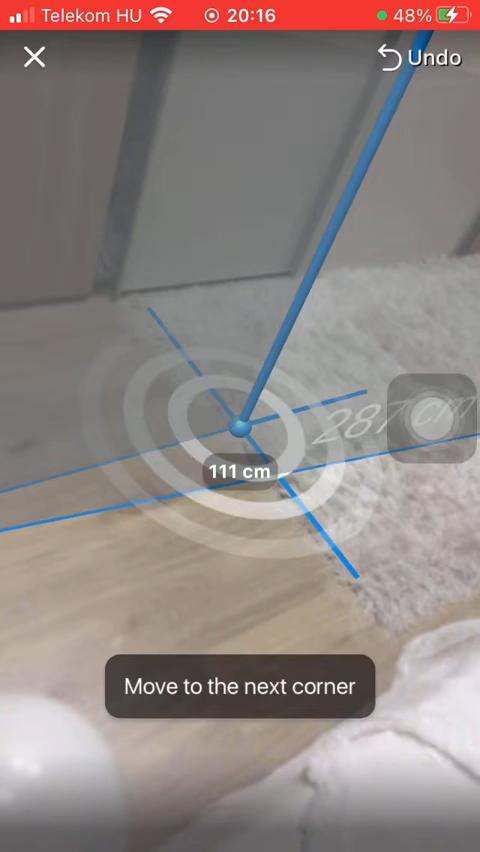 Telekom HU 20:16 48%
Undo
287 cm
111 cm
Move to the next corner